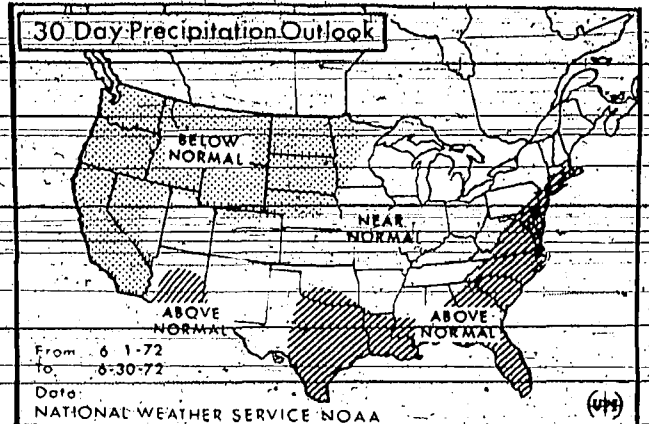 30 Day Precipitation Outlook
BELOW
NORMAL
NEAR
NORMAL
ABOVE
NORMAL
ABOVE
NORMAL
From 6 1-72
To 6-30-72
Data:
NATIONAL WEATHER SERVICE NOAA
(UPI)